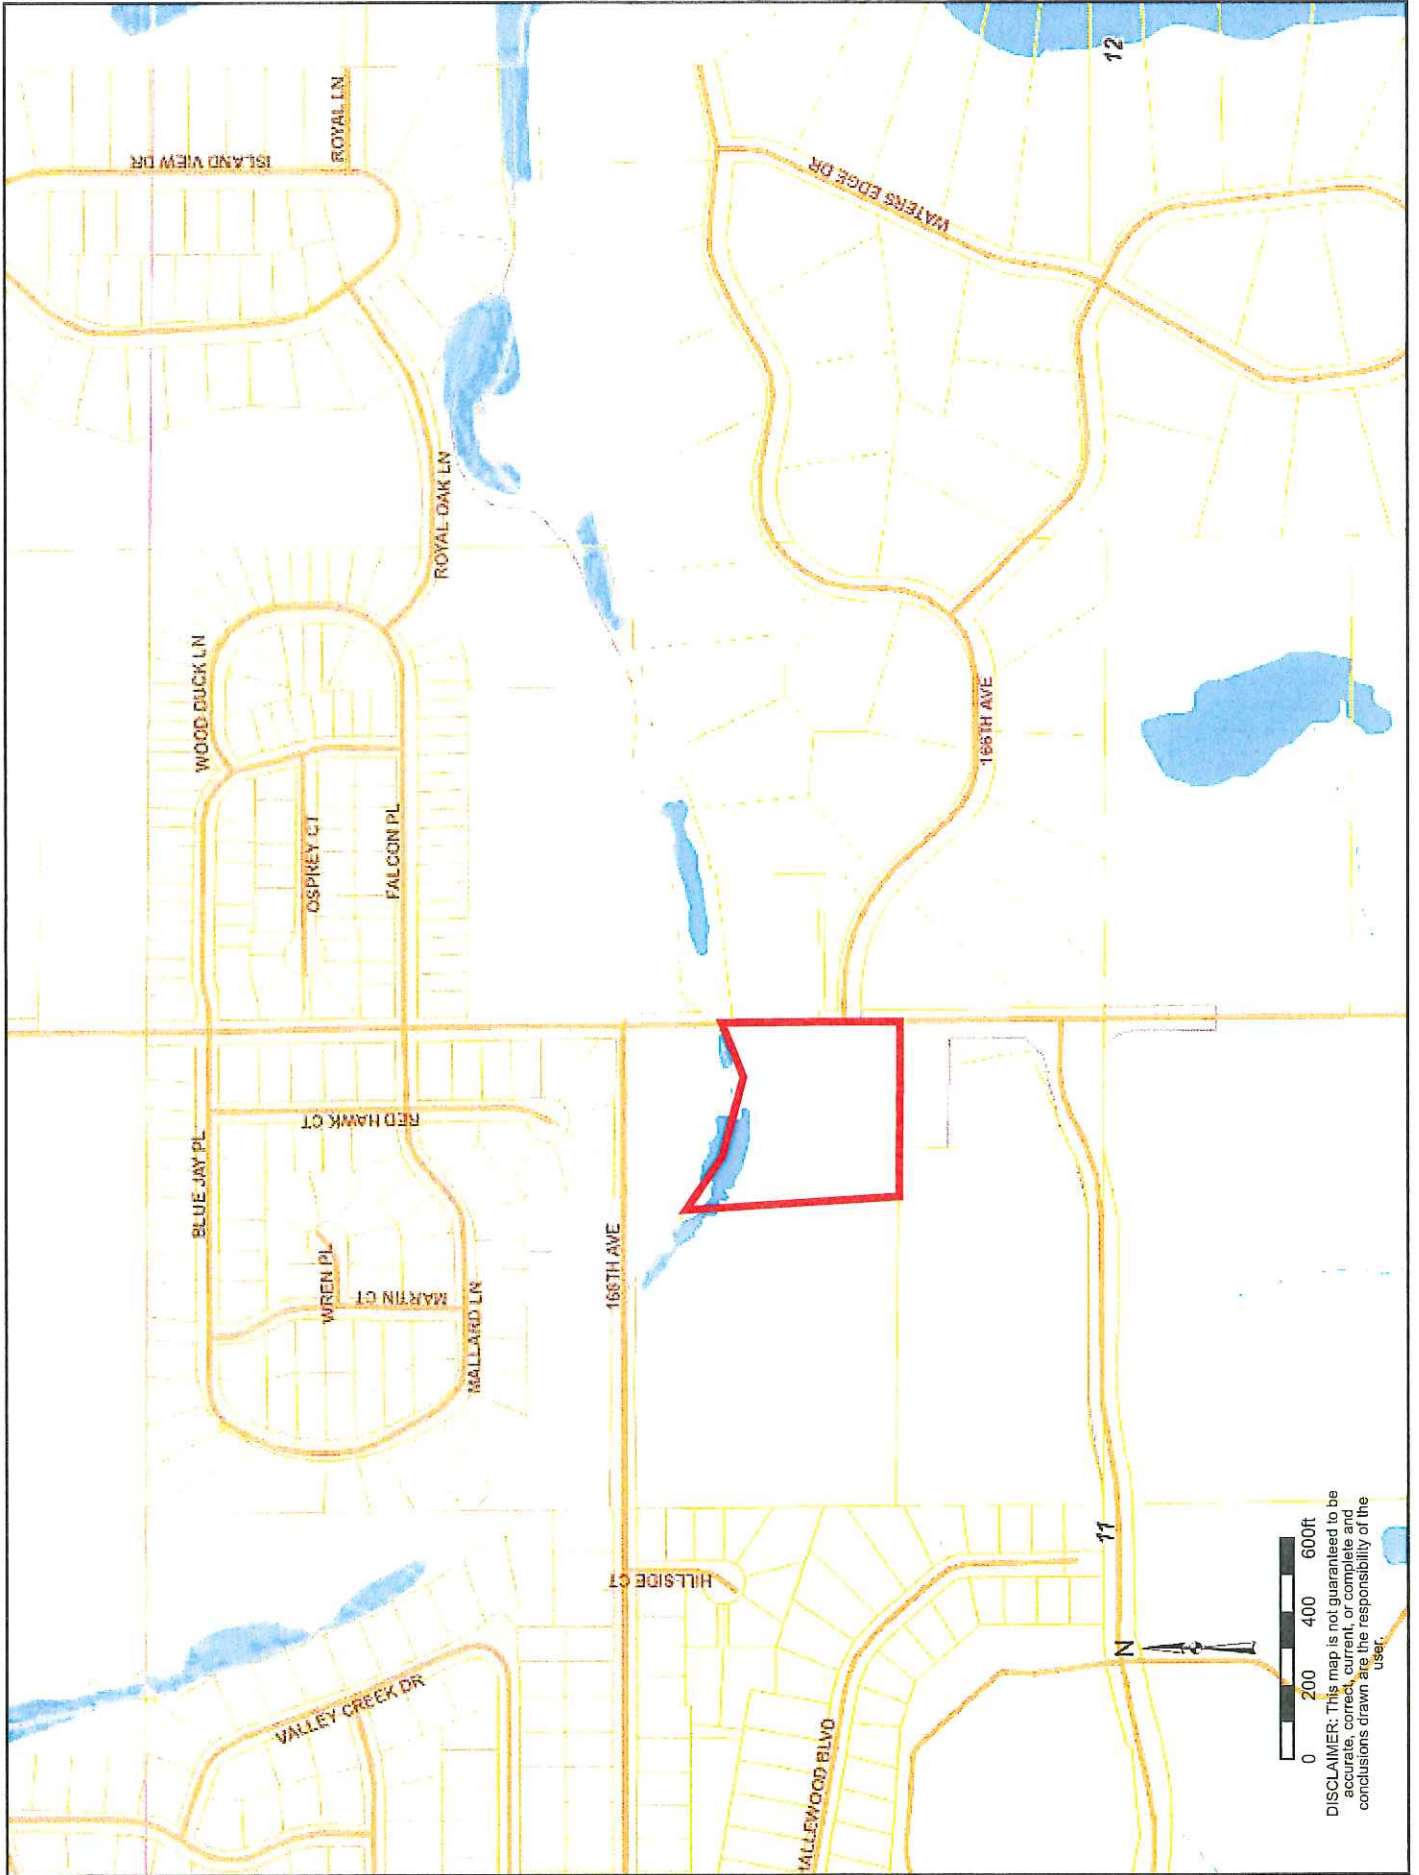 ISLAND VIEW DR
ROYAL LN
WOOD DUCK LN
ROYAL OAK LN
OSPREY CT
FALCON PL
BLUE JAY PL
RED HAWK CT
WREN PL
MARTIN CT
MALLARD LN
VALLEY CREEK DR
168TH AVE
HILLSIDE CT
WATERS EDGE DR
166TH AVE
IALLEWOOD BLVD
12
11
N
0 200 400 600ft
DISCLAIMER: This map is not guaranteed to be
accurate, correct, current, or complete and
conclusions drawn are the responsibility of the
user.